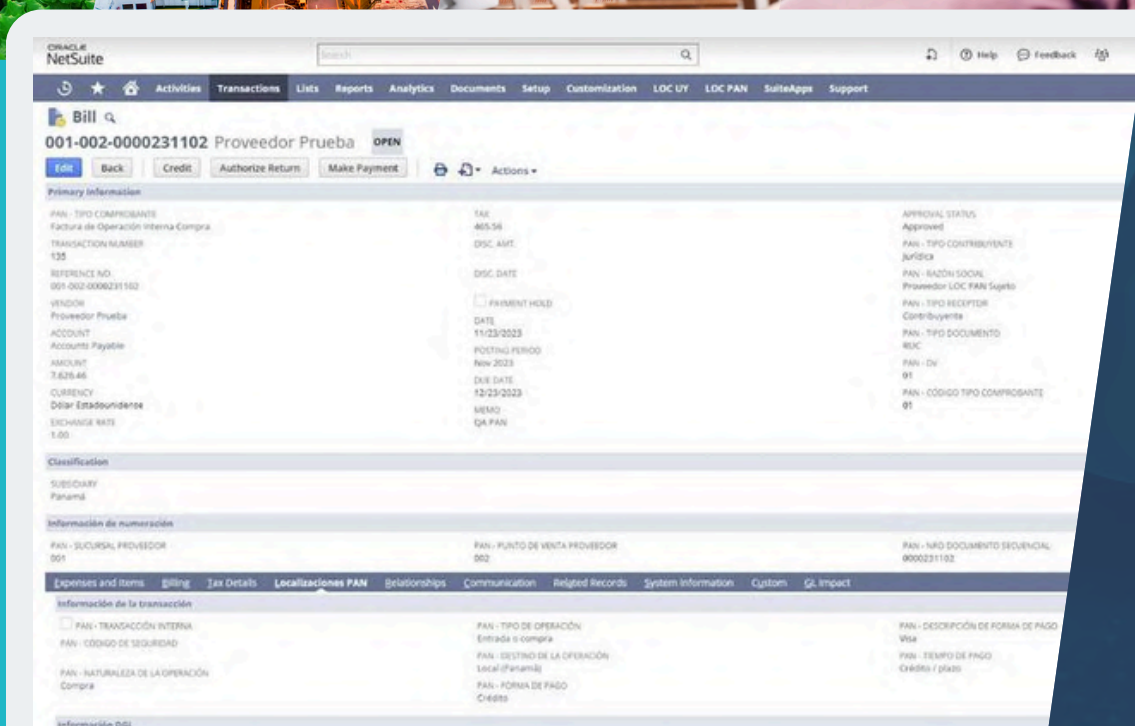 ORACLE
NetSuite
Search
Help
Feedback
Activities Transactions Lists Reports Analytics Documents Setup Customization LOC UY LOC PAN SuiteApps Support
Bill
001-002-0000231102 Proveedor Prueba OPEN
Edit Back Credit Authorize Return Make Payment Actions
Primary Information
PAN - TIPO COMPROBANTE
Factura de Operación Interna Compra
TRANSACTION NUMBER
135
REFERENCE NO.
001-002-0000231102
VENDOR
Proveedor Prueba
ACCOUNT
Accounts Payable
AMOUNT
7,626.46
CURRENCY
Dólar Estadounidense
EXCHANGE RATE
1.00
TAX
465.56
DISC. AMT.
DISC. DATE
PAYMENT HOLD
DATE
11/23/2023
POSTING PERIOD
Nov 2023
DUE DATE
12/23/2023
MEMO
QA PAN
APPROVAL STATUS
Approved
PAN - TIPO CONTRIBUYENTE
Jurídica
PAN - RAZÓN SOCIAL
Proveedor LOC PAN Sujeto
PAN - TIPO RECEPTOR
Contribuyente
PAN - TIPO DOCUMENTO
RUC
PAN - DV
01
PAN - CODIGO TIPO COMPROBANTE
01
Classification
SUBSIDIARY
Panamá
Información de numeración
PAN - SUCURSAL PROVEEDOR
001
PAN - PUNTO DE VENTA PROVEEDOR
002
PAN - NRO DOCUMENTO SECUENCIAL
0000231102
Expenses and Items Billing Tax Details Localizaciones PAN Relationships Communication Related Records System Information Custom GL Impact
Información de la transacción
PAN - TRANSACCIÓN INTERNA
PAN - CÓDIGO DE SEGURIDAD
PAN - NATURALEZA DE LA OPERACIÓN
Compra
PAN - TIPO DE OPERACIÓN
Entrada o compra
PAN - DESTINO DE LA OPERACIÓN
Local (Panamá)
PAN - FORMA DE PAGO
Crédito
PAN - DESCRIPCIÓN DE FORMA DE PAGO
Visa
PAN - TIEMPO DE PAGO
Crédito / plazo
Información DGI